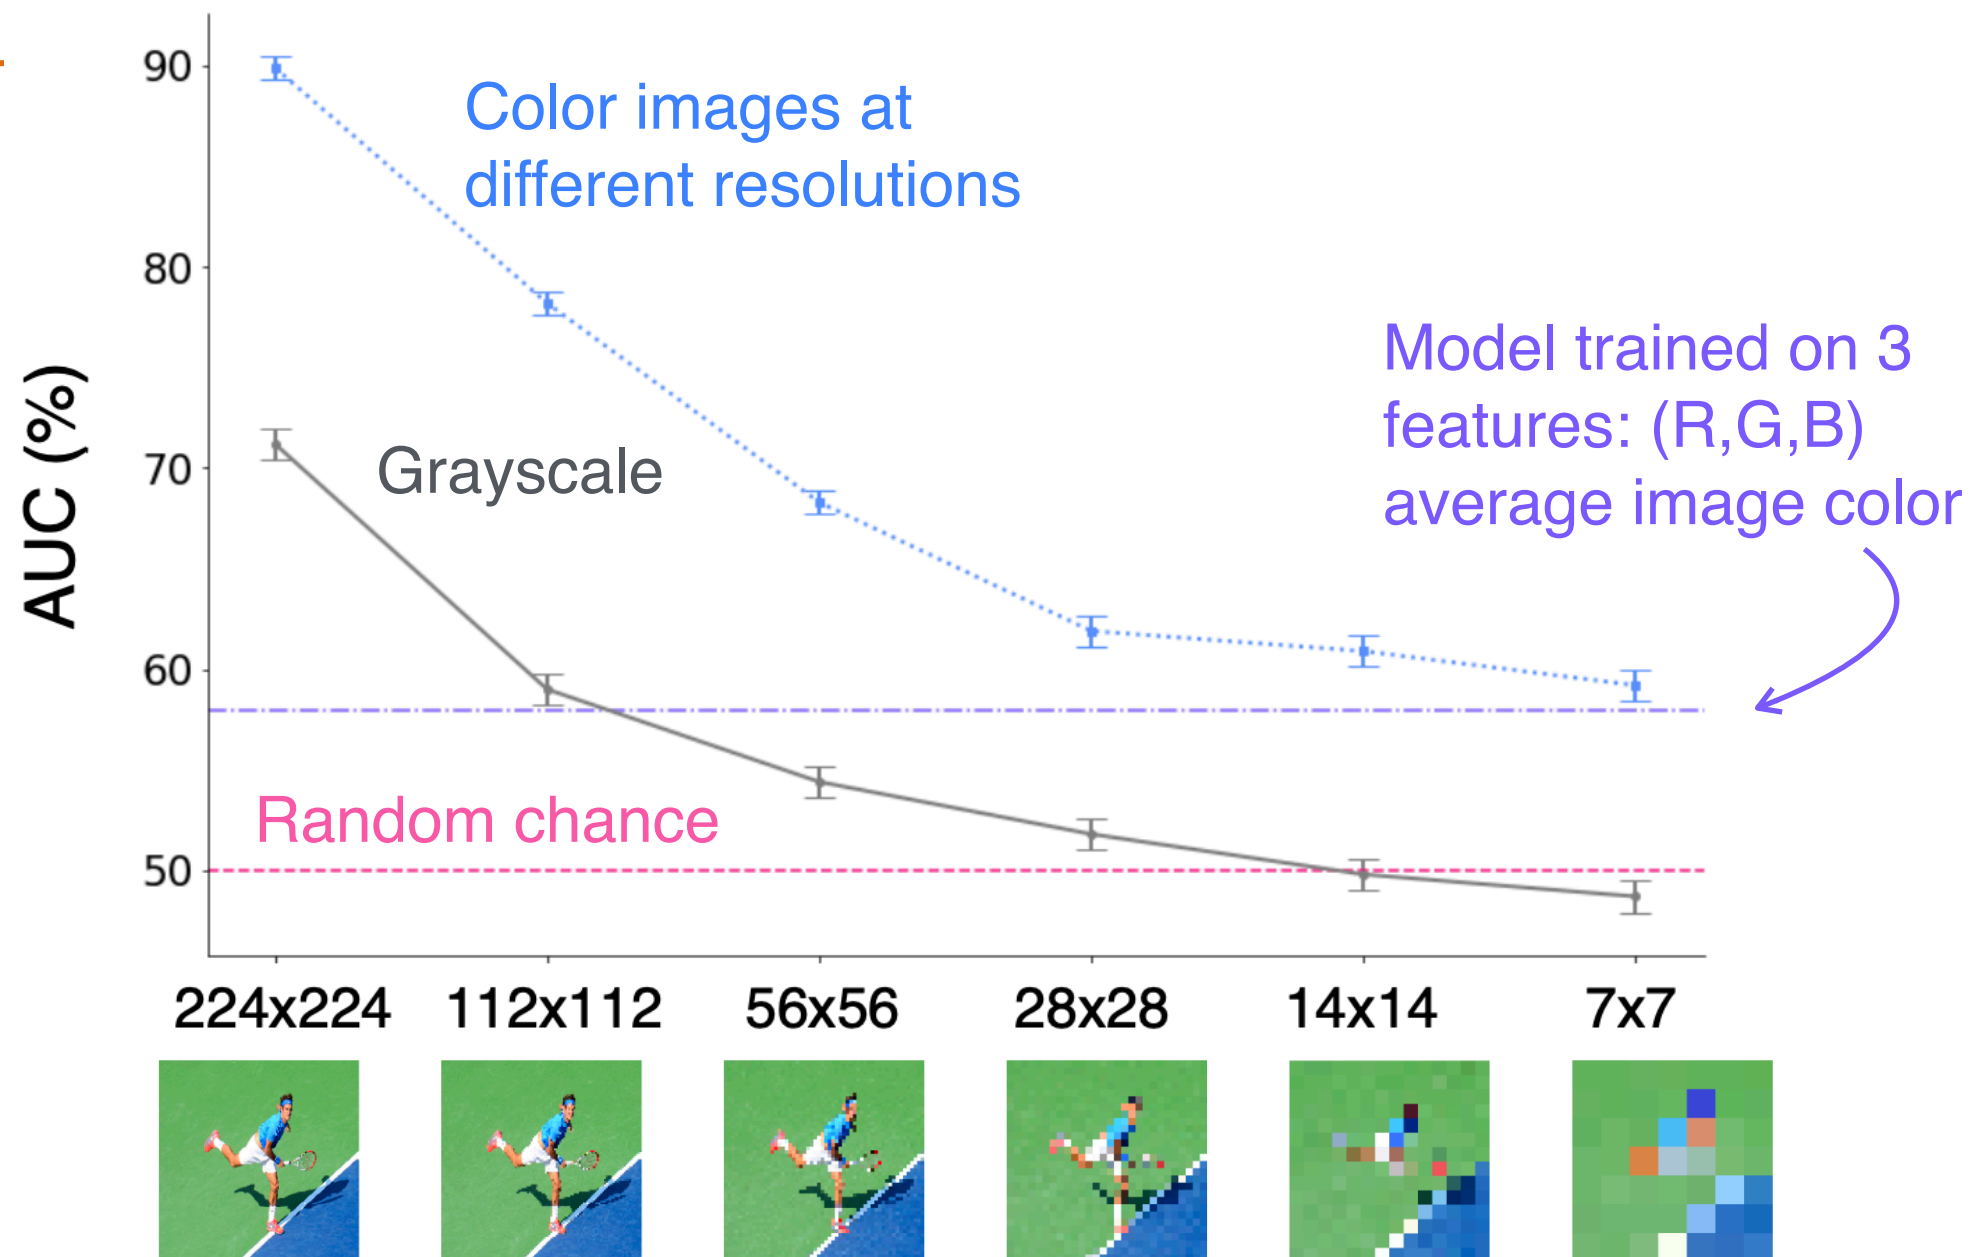 90
80
70
60
50
AUC (%)
Color images at
different resolutions
Grayscale
Model trained on 3
features: (R,G,B)
average image color
Random chance
224x224 112x112 56x56 28x28 14x14 7x7